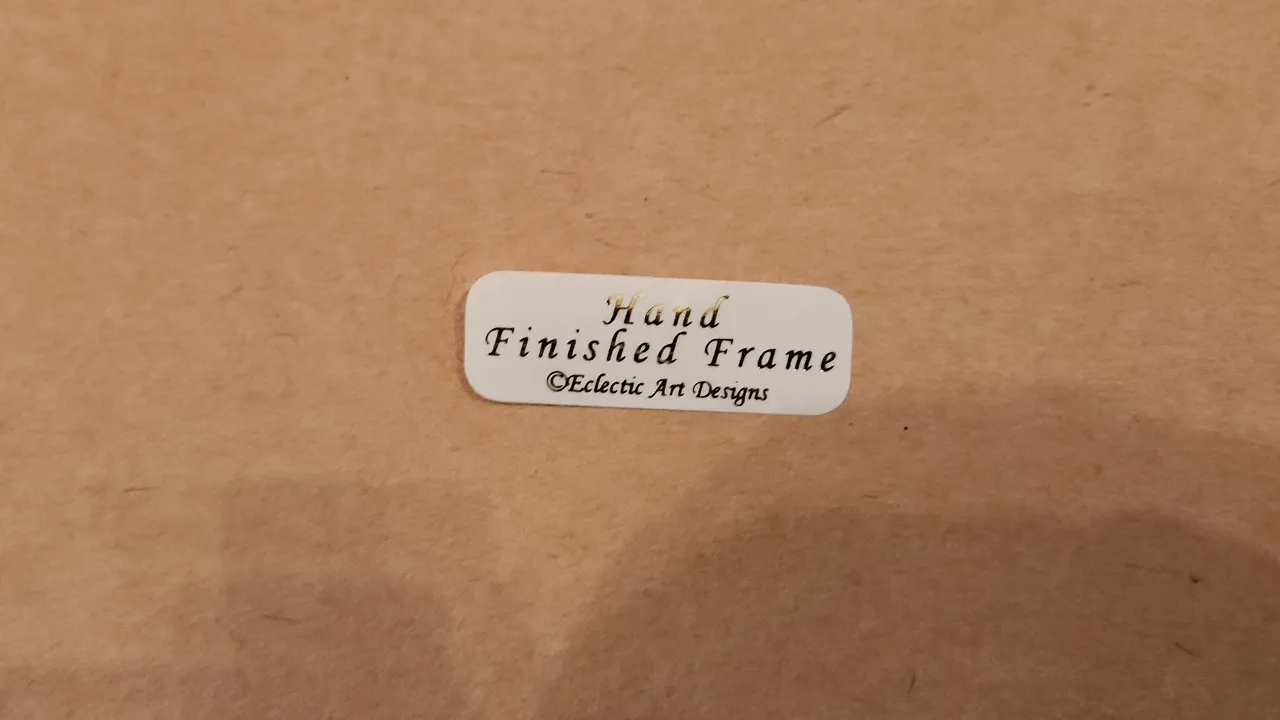 Hand
Finished Frame
©Eclectic Art Designs